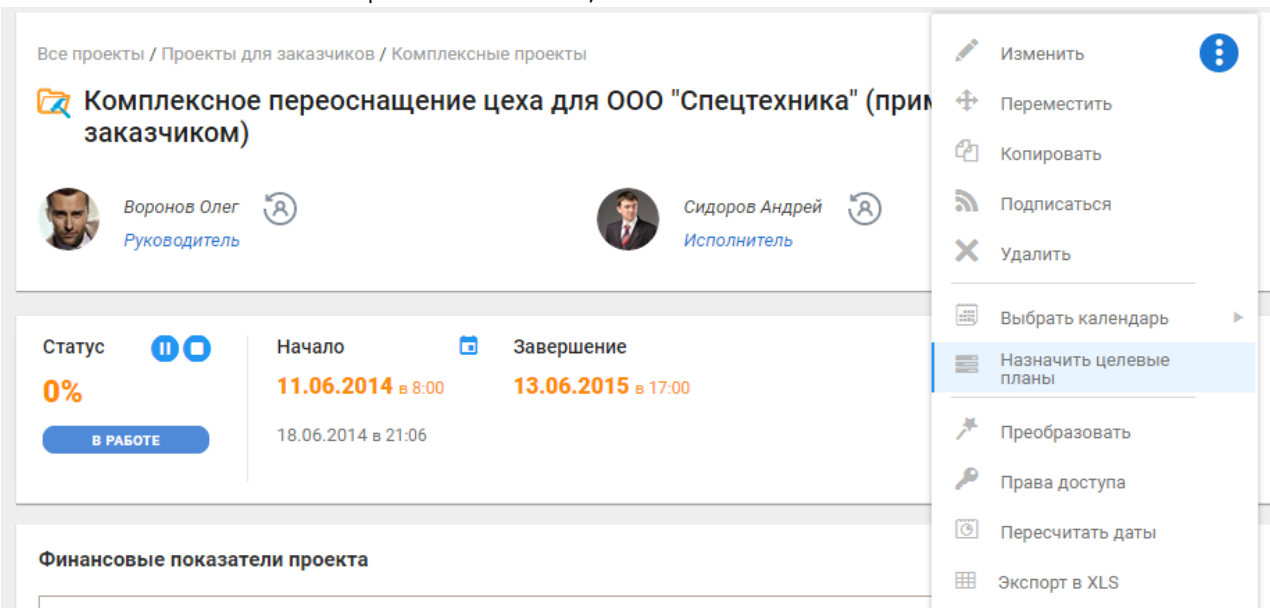 Все проекты / Проекты для заказчиков / Комплексные проекты
Комплексное переоснащение цеха для ООО "Спецтехника" (прим
заказчиком)
Воронов Олег
Руководитель
Сидоров Андрей
Исполнитель
Статус
0%
В РАБОТЕ
Начало
11.06.2014 в 8:00
18.06.2014 в 21:06
Завершение
13.06.2015 в 17:00
Финансовые показатели проекта
Изменить
Переместить
Копировать
Подписаться
Удалить
Выбрать календарь
Назначить целевые
планы
Преобразовать
Права доступа
Пересчитать даты
Экспорт в XLS